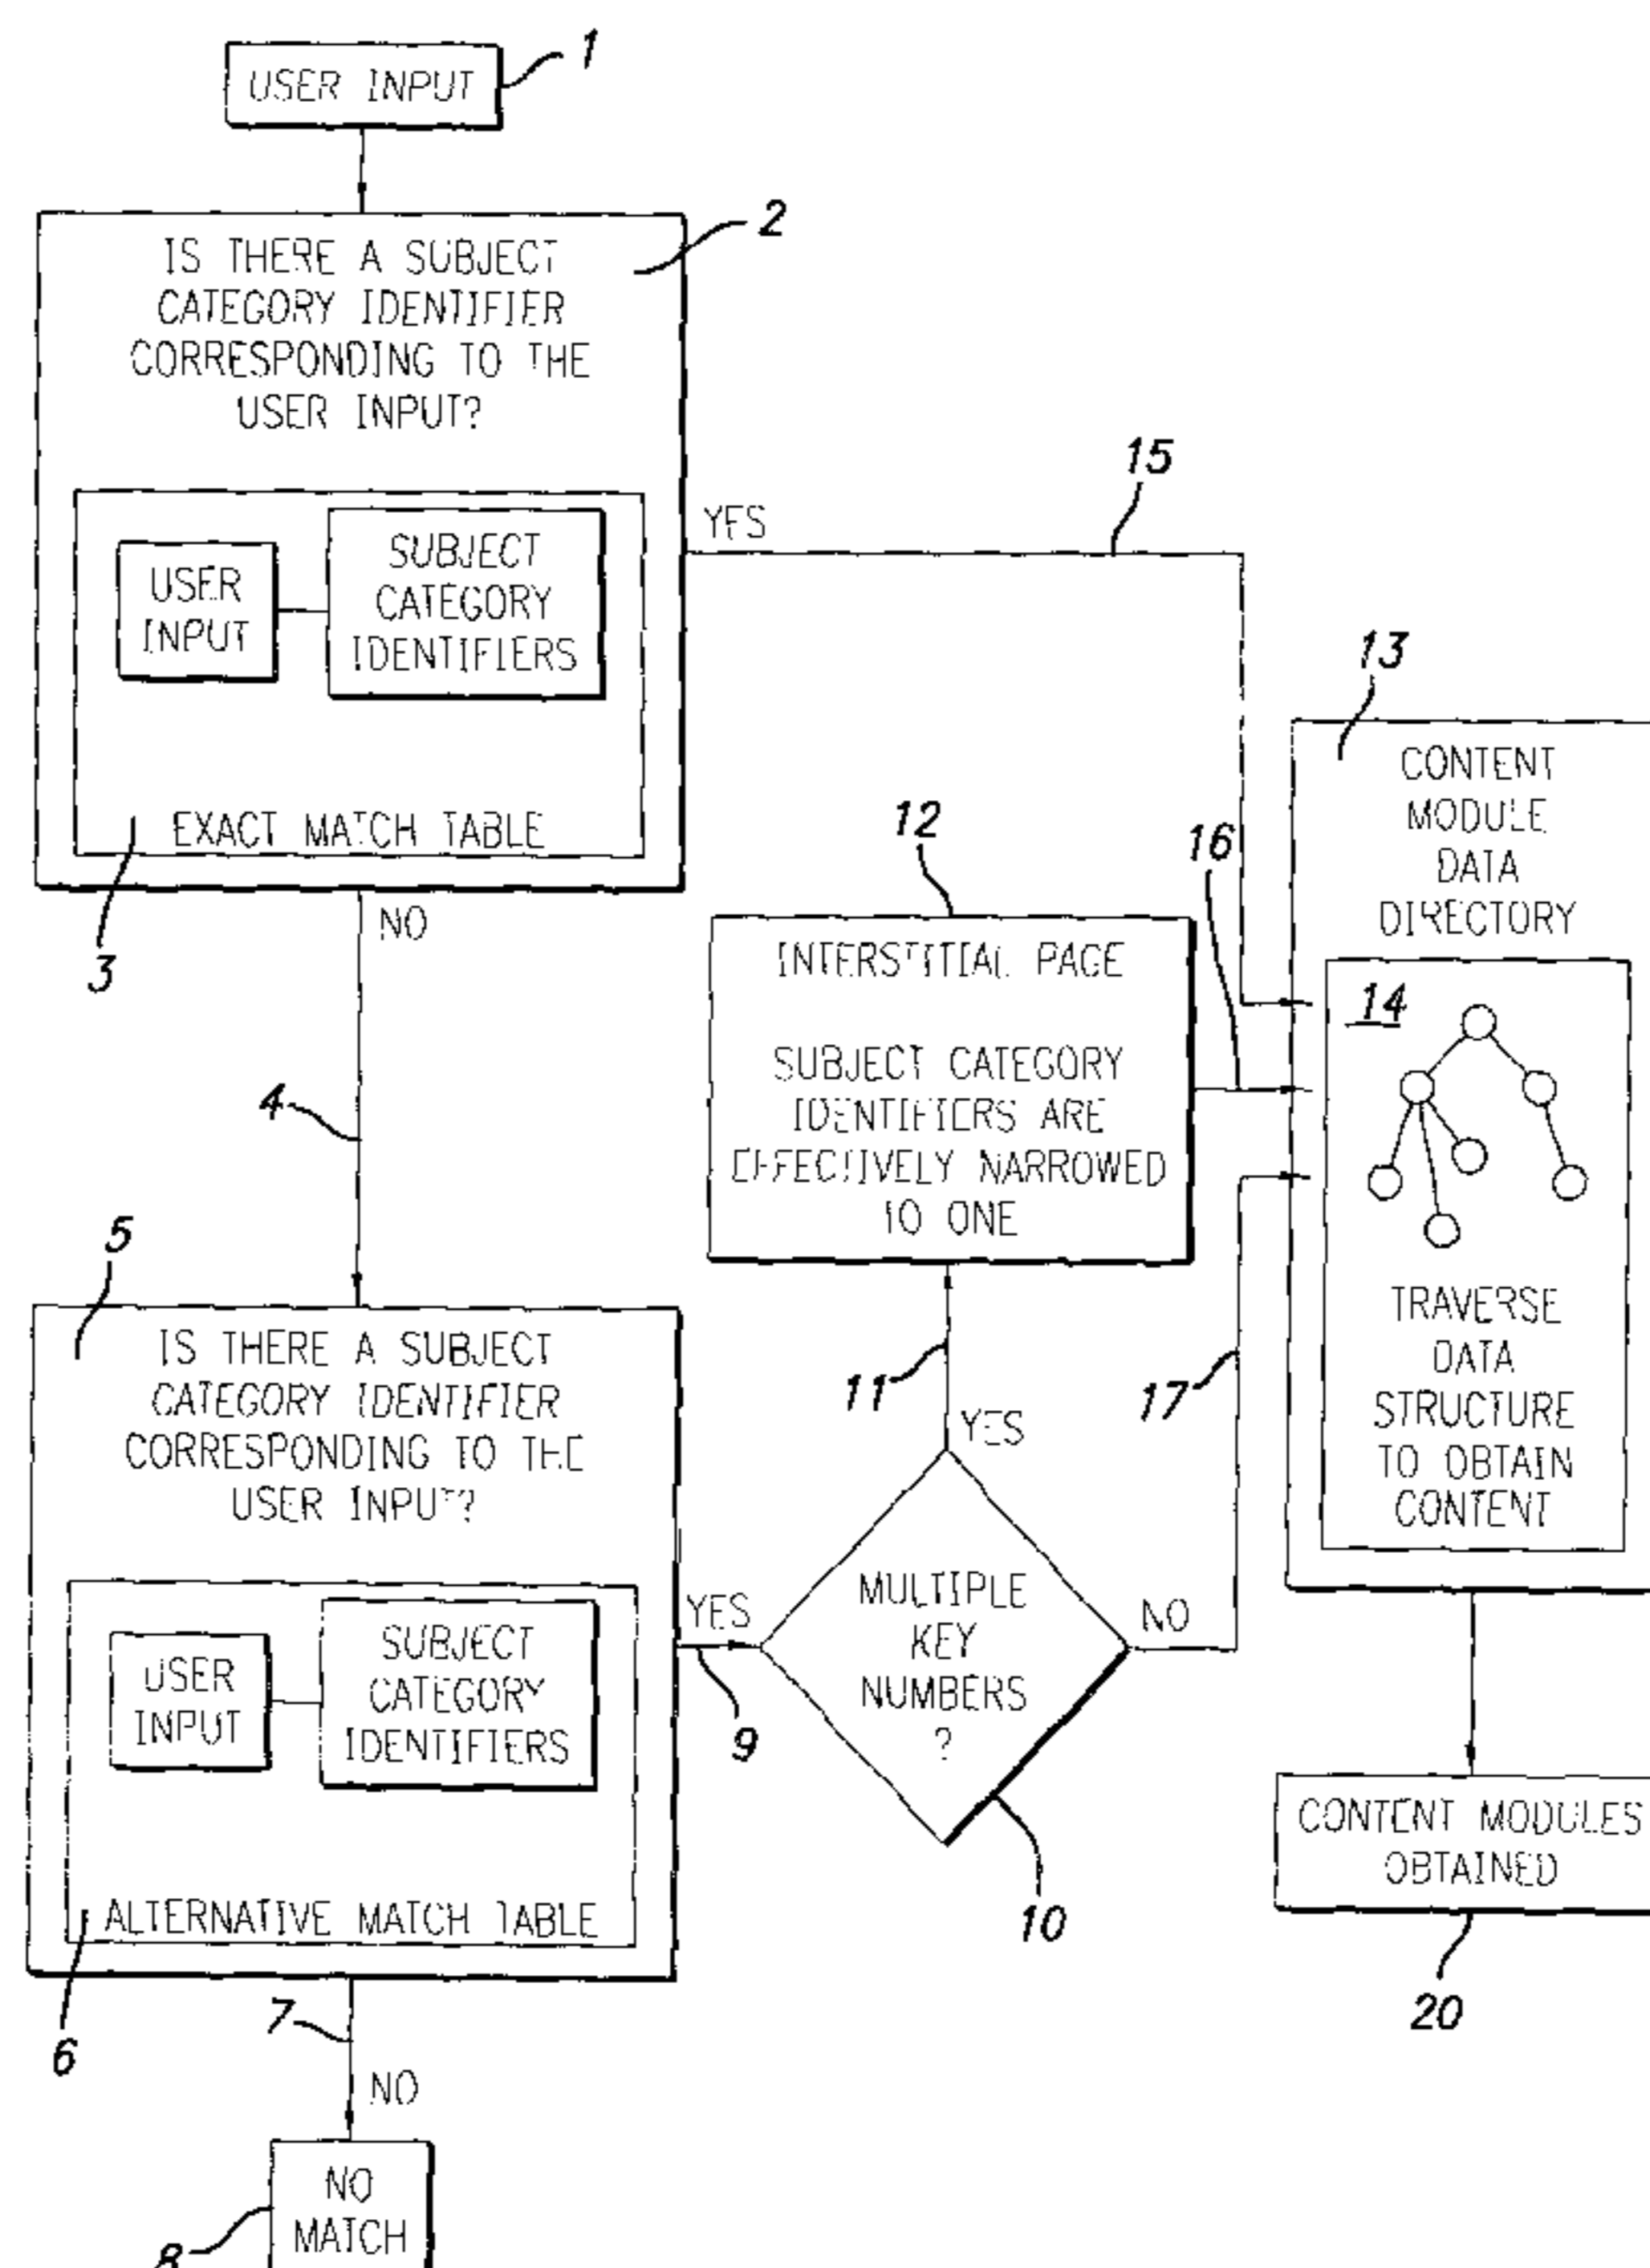 1
USER INPUT
2
IS THERE A SUBJECT
CATEGORY IDENTIFIER
CORRESPONDING TO THE
USER INPUT?
USER
INPUT
SUBJECT
CATEGORY
IDENTIFIERS
EXACT MATCH TABLE
3
YES
15
NO
4
5
IS THERE A SUBJECT
CATEGORY IDENTIFIER
CORRESPONDING TO THE
USER INPUT?
USER
INPUT
SUBJECT
CATEGORY
IDENTIFIERS
ALTERNATIVE MATCH TABLE
6
7
NO
NO
MATCH
8
YES
9
MULTIPLE
KEY
NUMBERS
?
10
YES
11
NO
17
12
INTERSTITIAL PAGE
SUBJECT CATEGORY
IDENTIFIERS ARE
EFFECTIVELY NARROWED
TO ONE
16
13
CONTENT
MODULE
DATA
DIRECTORY
14
TRAVERSE
DATA
STRUCTURE
TO OBTAIN
CONTENT
CONTENT MODULES
OBTAINED
20